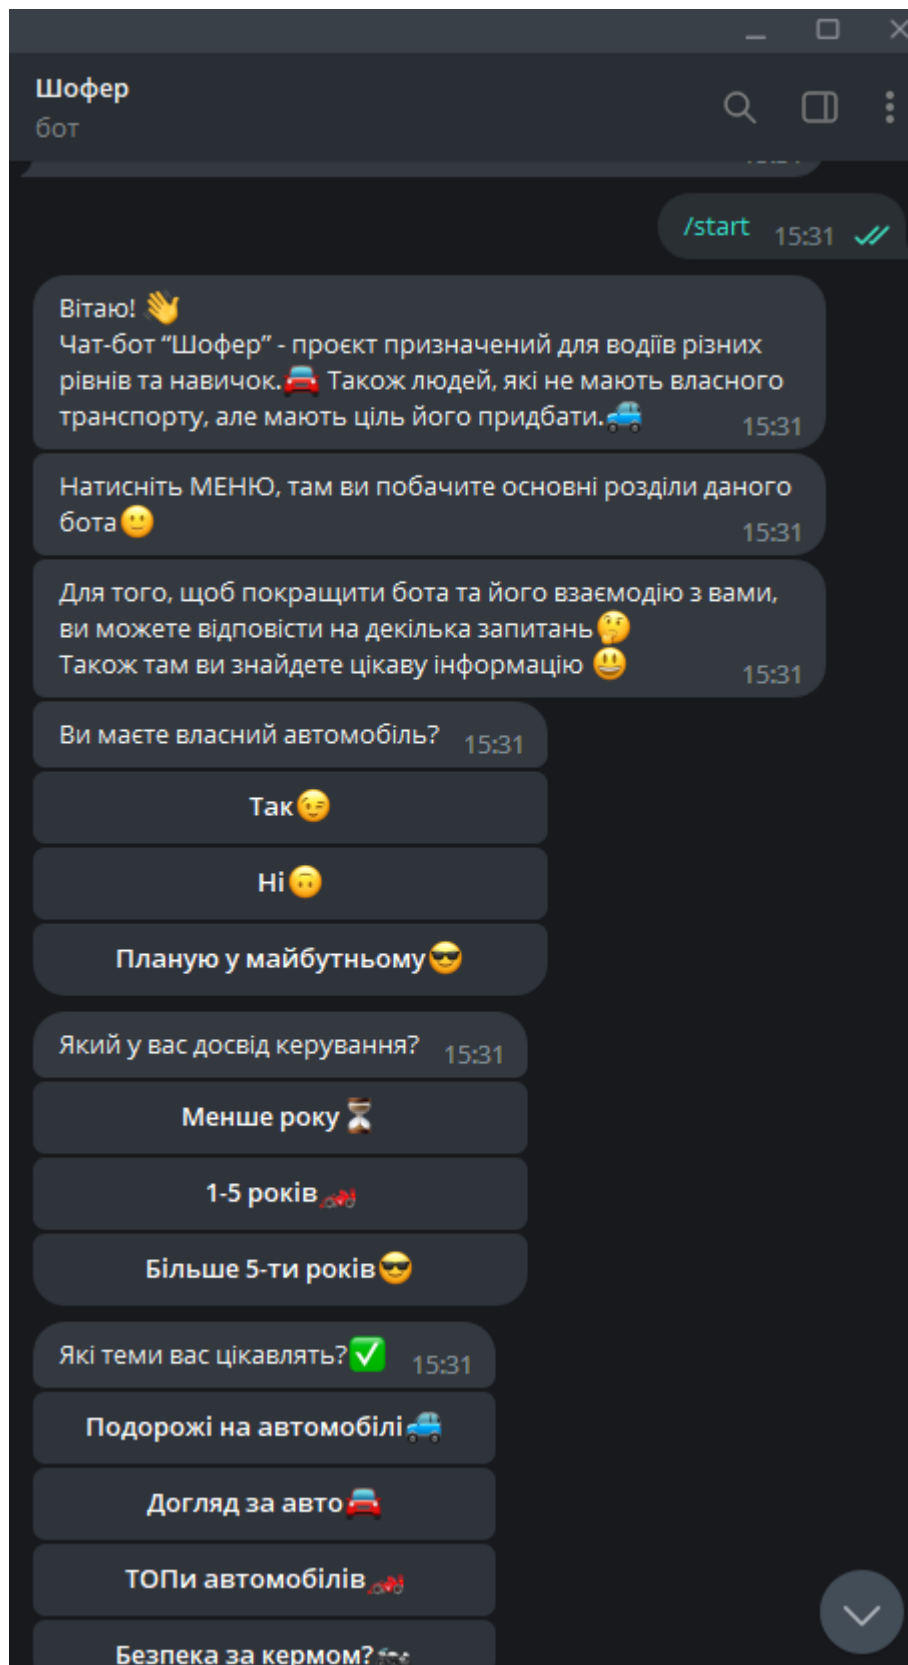 Шофер
бот
/start 15:31
Вітаю! 👋
Чат-бот “Шофер” - проєкт призначений для водіїв різних
рівнів та навичок.🚘 Також людей, які не мають власного
транспорту, але мають ціль його придбати.🚙 15:31
Натисніть МЕНЮ, там ви побачите основні розділи даного
бота🙂 15:31
Для того, щоб покращити бота та його взаємодію з вами,
ви можете відповісти на декілька запитань🤔
Також там ви знайдете цікаву інформацію 😃 15:31
Ви маєте власний автомобіль? 15:31
Так😉
Ні🙃
Планую у майбутньому😎
Який у вас досвід керування? 15:31
Менше року⏳
1-5 років🏎
Більше 5-ти років😎
Які теми вас цікавлять?✅ 15:31
Подорожі на автомобілі🚙
Догляд за авто🚘
ТОПи автомобілів🏎
Безпека за кермом?